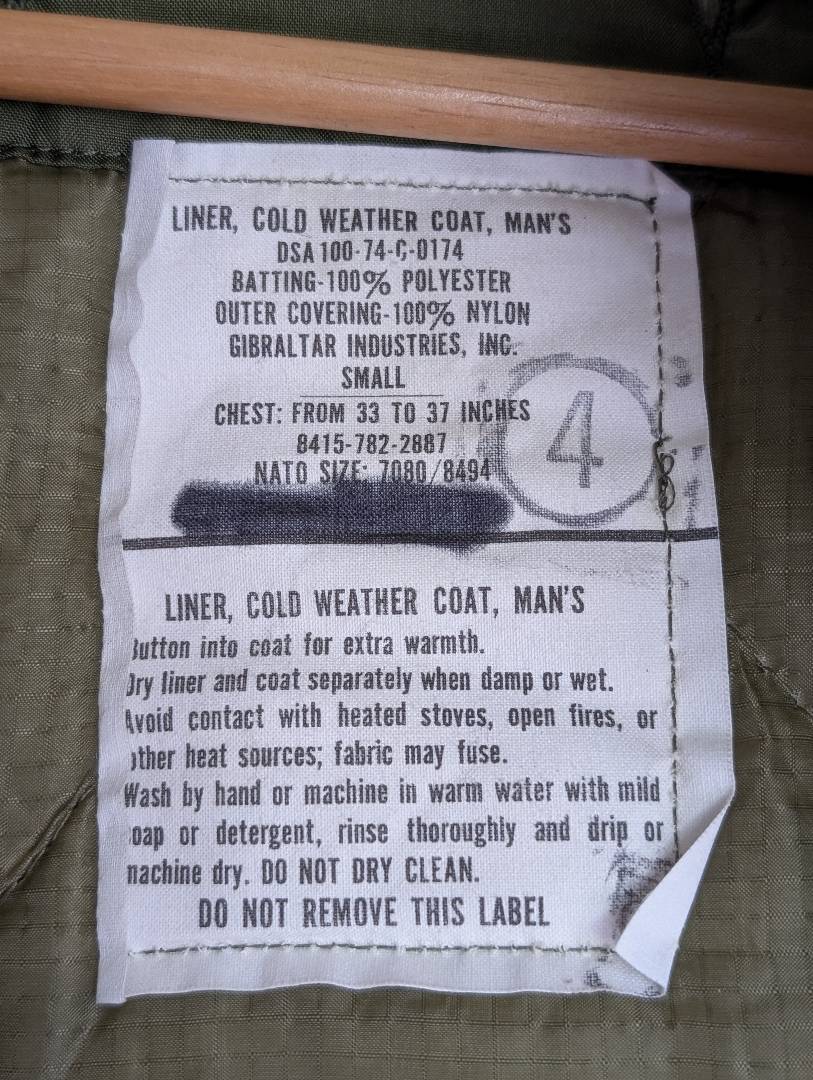 LINER, COLD WEATHER COAT, MAN'S
DSA 100-74-C-0174
BATTING-100% POLYESTER
OUTER COVERING-100% NYLON
GIBRALTAR INDUSTRIES, INC.
SMALL
CHEST: FROM 33 TO 37 INCHES
8415-782-2887
NATO SIZE: 7080/8494
4
LINER, COLD WEATHER COAT, MAN'S
Button into coat for extra warmth.
Dry liner and coat separately when damp or wet.
Avoid contact with heated stoves, open fires, or
other heat sources; fabric may fuse.
Wash by hand or machine in warm water with mild
oap or detergent, rinse thoroughly and drip or
machine dry. DO NOT DRY CLEAN.
DO NOT REMOVE THIS LABEL